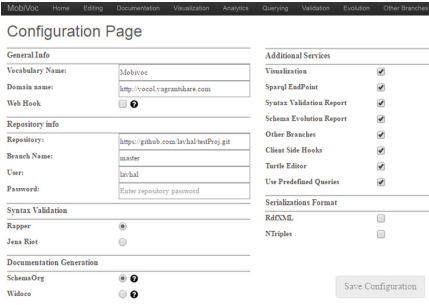 MobiVoc Home Editing Documentation Visualization Analytics Querying Validation Evolution Other Branches
Configuration Page
General Info
Vocabulary Name: Mobivoc
Domain name: http://vocol.vagrantshare.com
Web Hook
Repository info
Repository: https://github.com/lavhal/testProj.git
Branch Name: master
User: lavhal
Password: Enter repository password
Syntax Validation
Rapper
Jena Riot
Documentation Generation
SchemaOrg
Widoco
Additional Services
Visualization
Sparql EndPoint
Syntax Validation Report
Schema Evolution Report
Other Branches
Client Side Hooks
Turtle Editor
Use Predefined Queries
Serializations Format
RdfXML
NTriples
Save Configuration